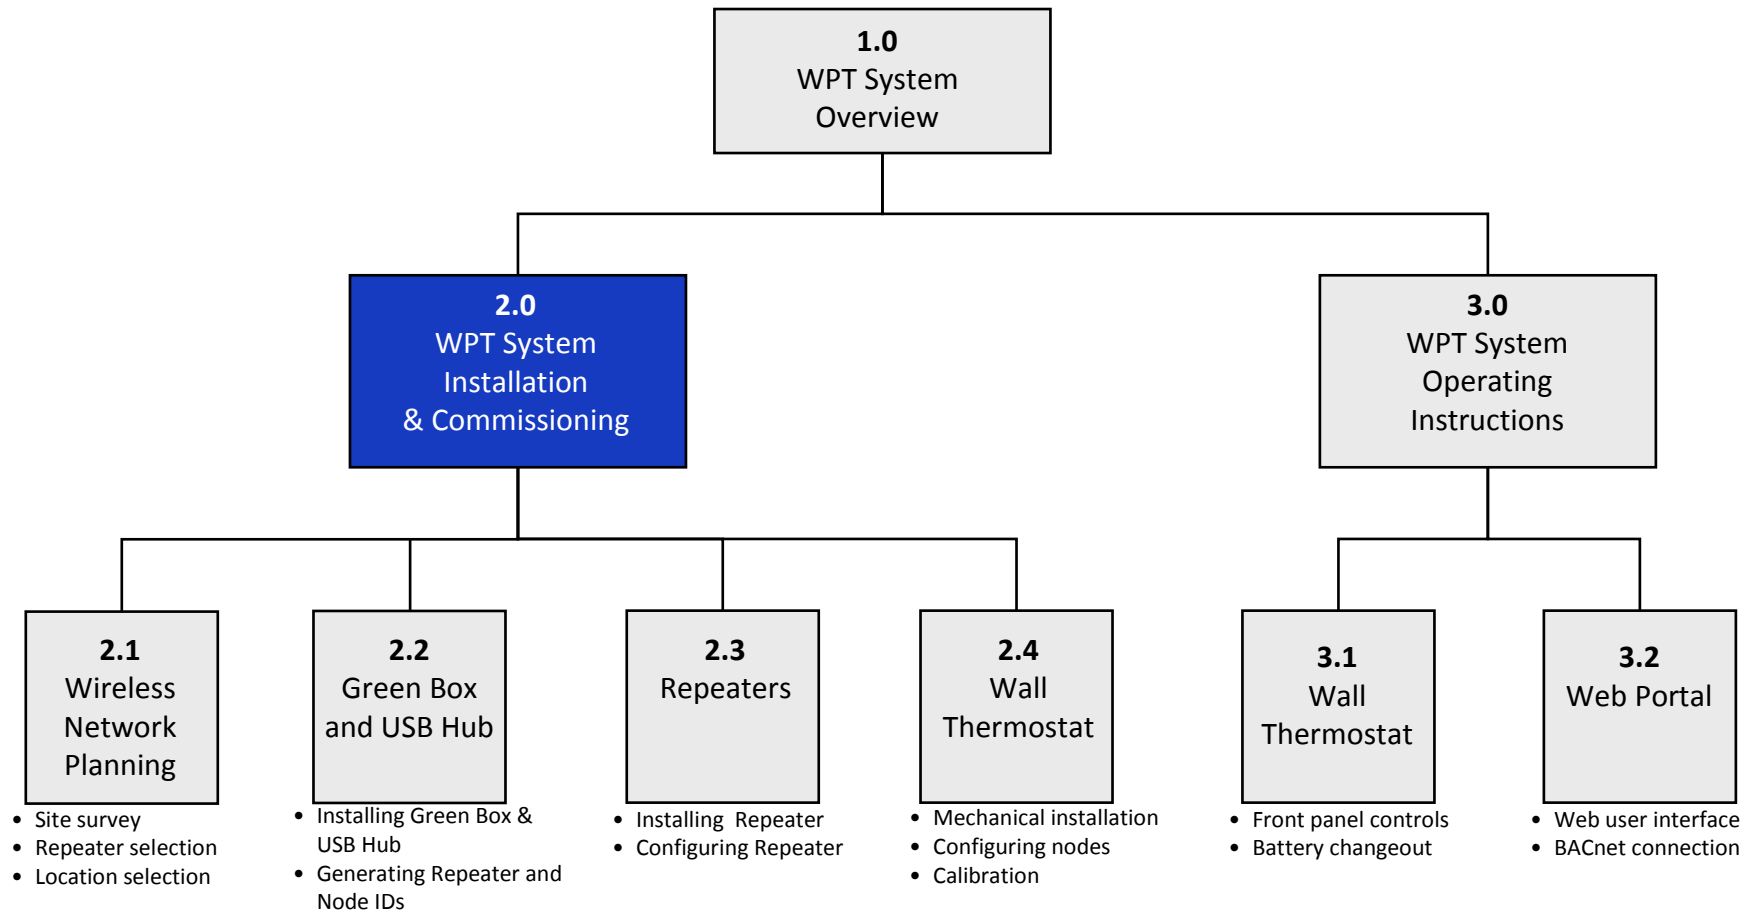 1.0
WPT System
Overview
2.0
WPT System
Installation
& Commissioning
3.0
WPT System
Operating
Instructions
2.1
Wireless
Network
Planning
• Site survey
• Repeater selection
• Location selection
2.2
Green Box
and USB Hub
• Installing Green Box &
USB Hub
• Generating Repeater and
Node IDs
2.3
Repeaters
• Installing Repeater
• Configuring Repeater
2.4
Wall
Thermostat
• Mechanical installation
• Configuring nodes
• Calibration
3.1
Wall
Thermostat
• Front panel controls
• Battery changeout
3.2
Web Portal
• Web user interface
• BACnet connection